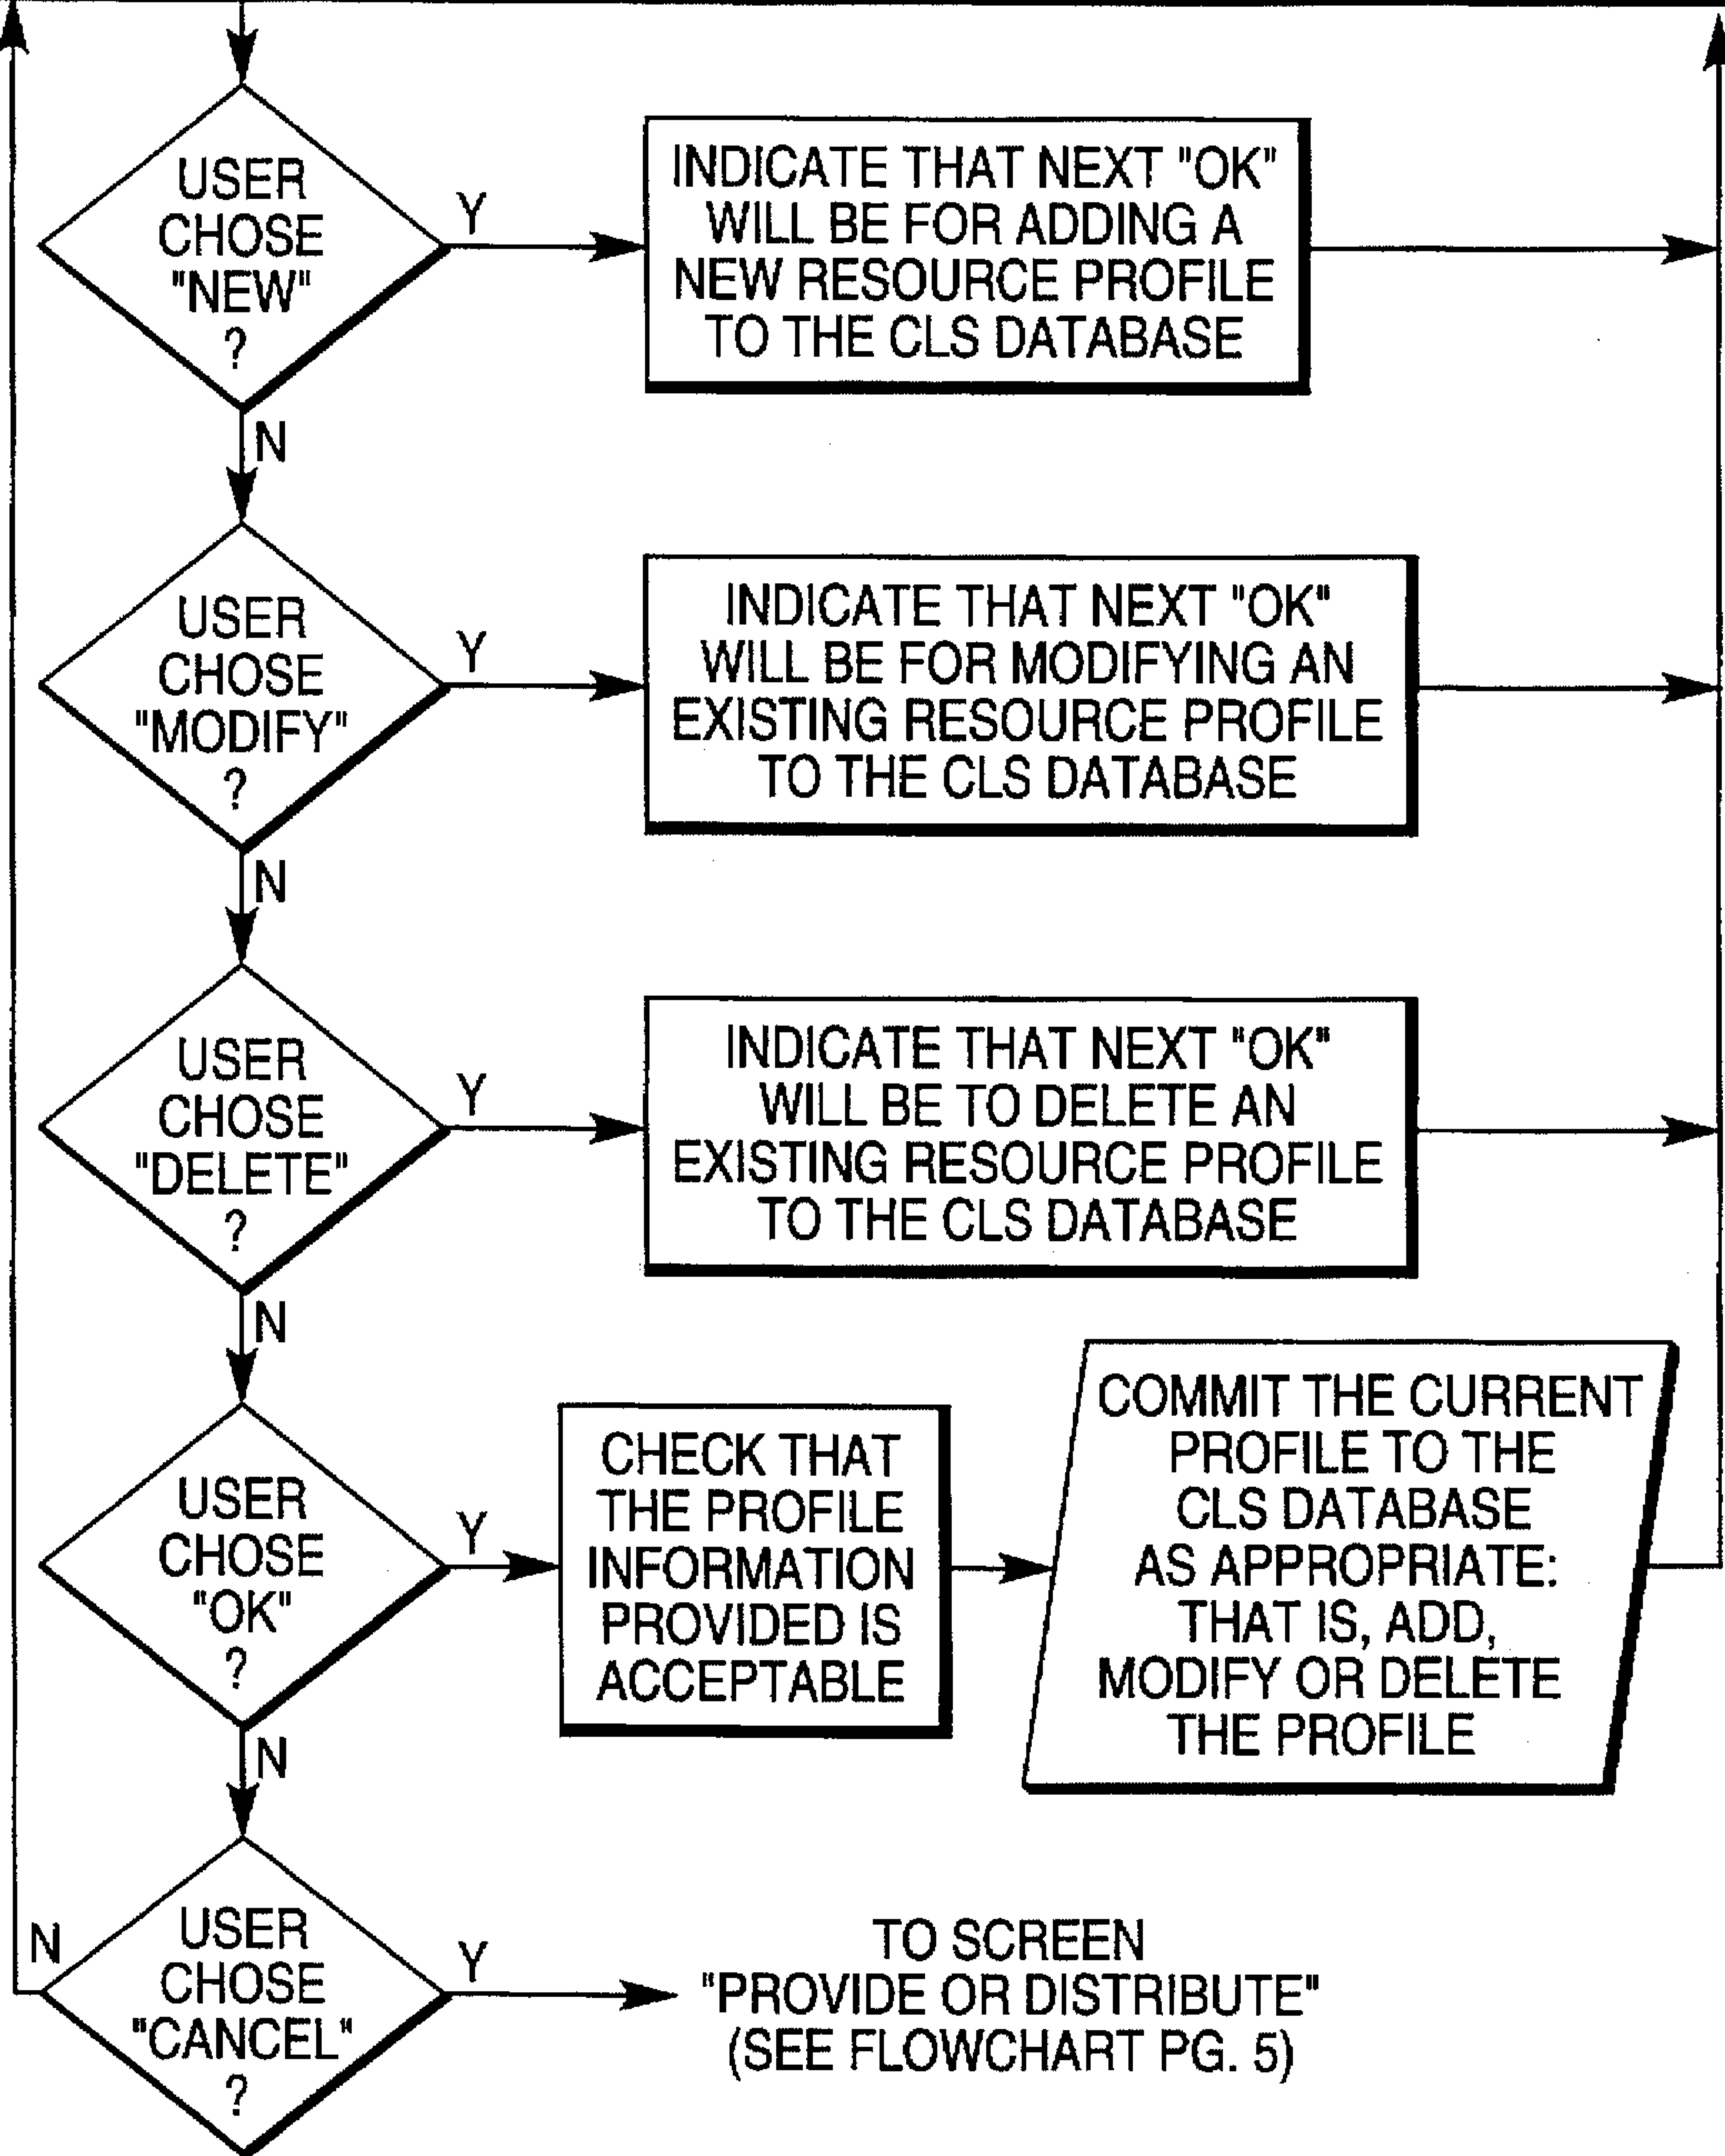 USER
CHOSE
"NEW"
?
Y
INDICATE THAT NEXT "OK"
WILL BE FOR ADDING A
NEW RESOURCE PROFILE
TO THE CLS DATABASE
N
USER
CHOSE
"MODIFY"
?
Y
INDICATE THAT NEXT "OK"
WILL BE FOR MODIFYING AN
EXISTING RESOURCE PROFILE
TO THE CLS DATABASE
N
USER
CHOSE
"DELETE"
?
Y
INDICATE THAT NEXT "OK"
WILL BE TO DELETE AN
EXISTING RESOURCE PROFILE
TO THE CLS DATABASE
N
USER
CHOSE
"OK"
?
Y
CHECK THAT
THE PROFILE
INFORMATION
PROVIDED IS
ACCEPTABLE
COMMIT THE CURRENT
PROFILE TO THE
CLS DATABASE
AS APPROPRIATE:
THAT IS, ADD,
MODIFY OR DELETE
THE PROFILE
N
N
USER
CHOSE
"CANCEL"
?
Y
TO SCREEN
"PROVIDE OR DISTRIBUTE"
(SEE FLOWCHART PG. 5)